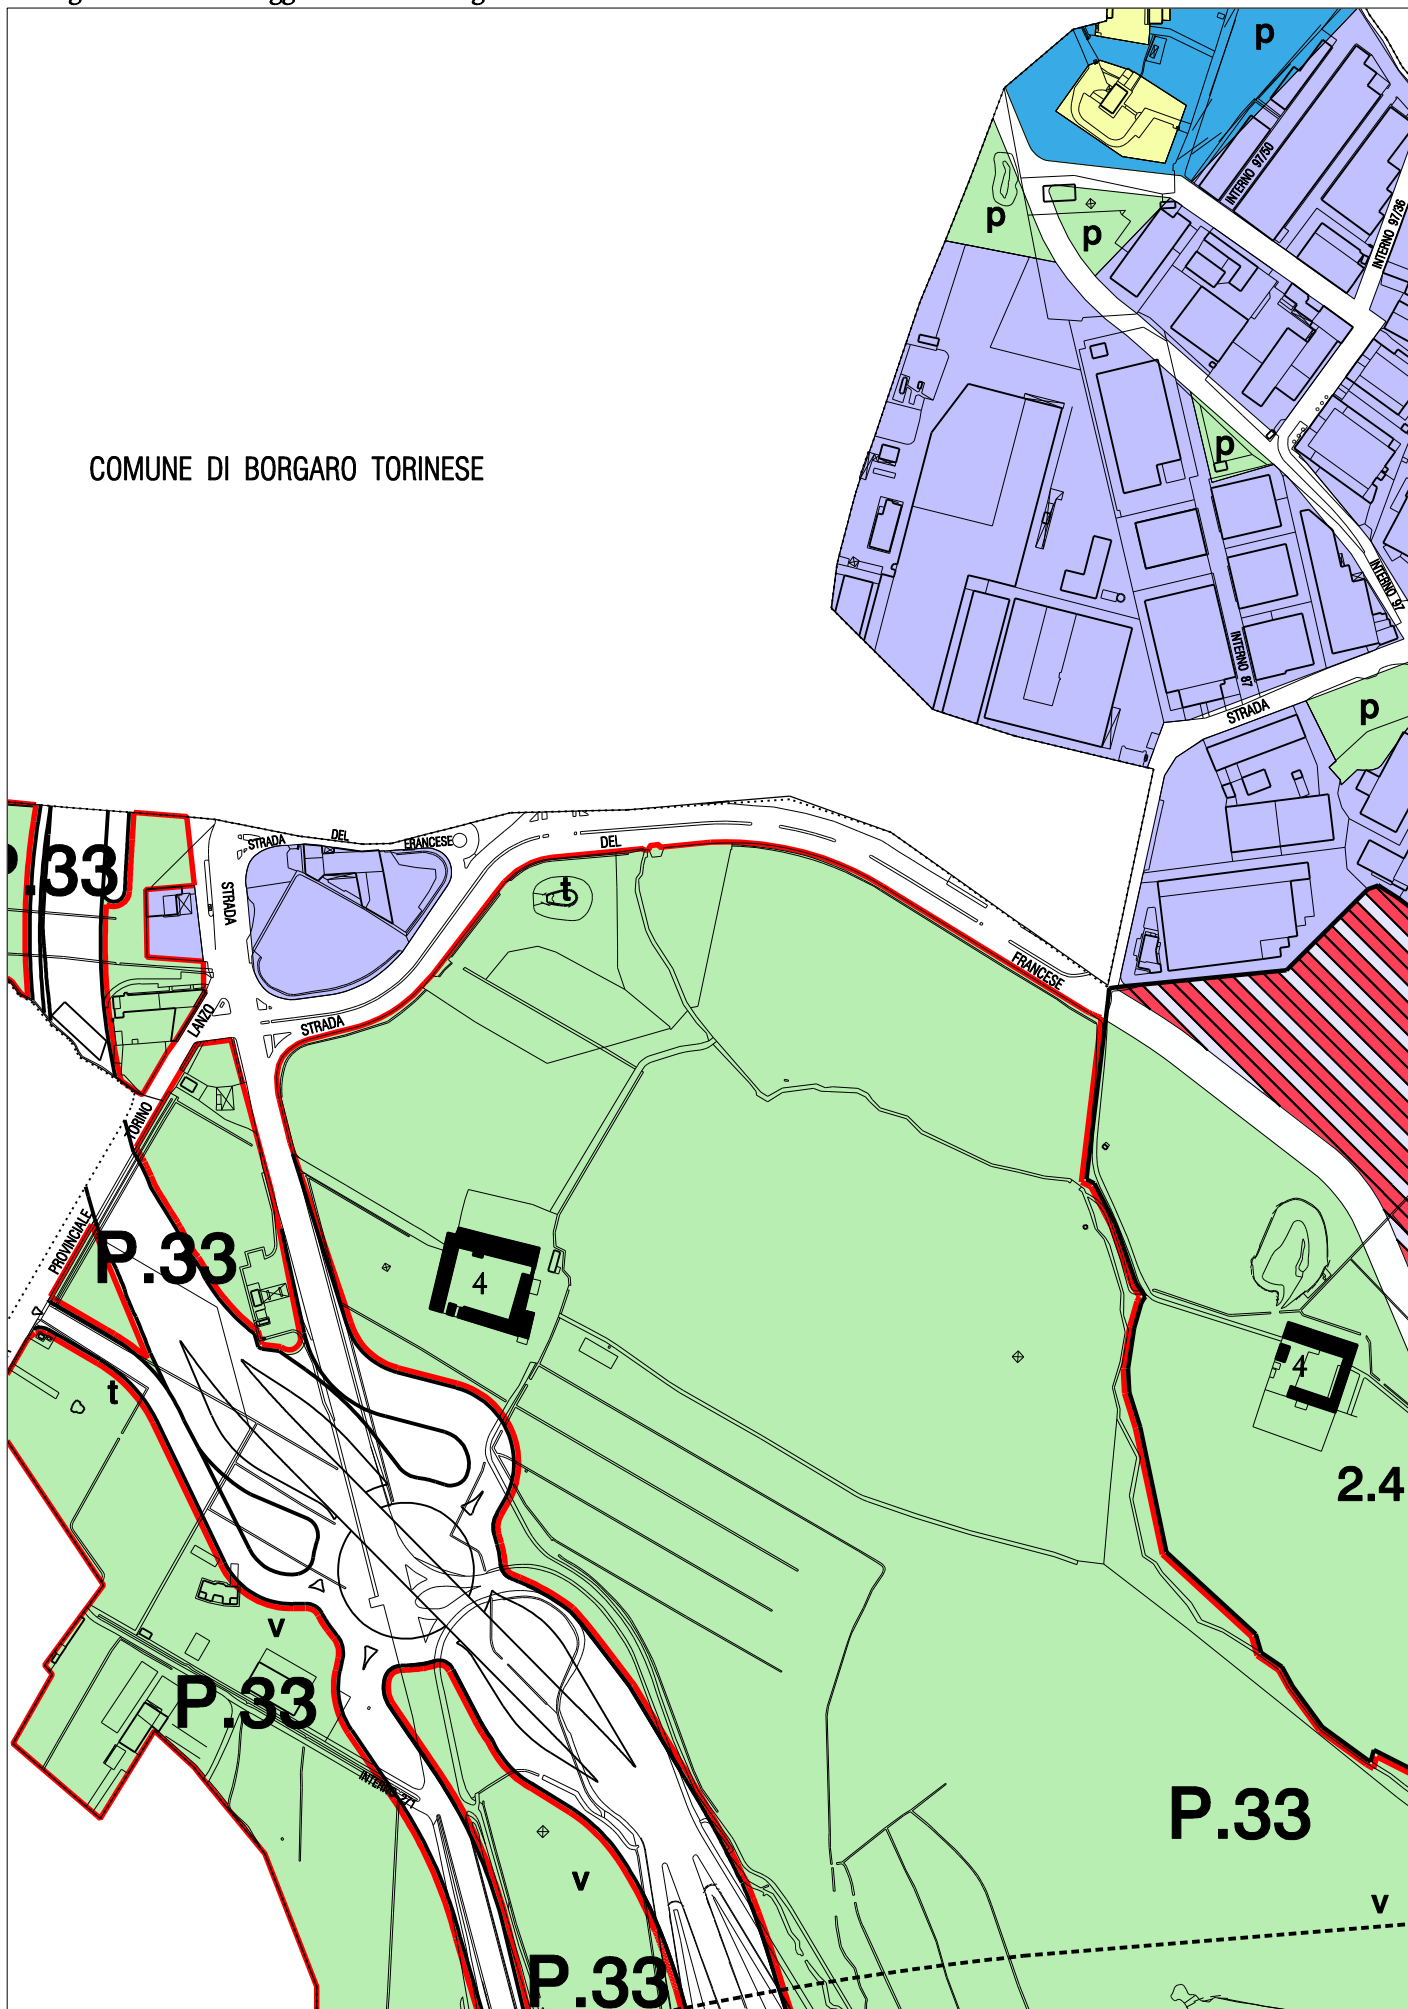 p
INTERNO 97/50
INTERNO 97/36
p
p
p
COMUNE DI BORGARO TORINESE
INTERNO 97
INTERNO 87
STRADA
p
STRADA
DEL
FRANCESE
DEL
P.33
STRADA
t
FRANCESE
LANZO
STRADA
TORINO
PROVINCIALE
P.33
4
4
t
2.4
v
P.33
P.33
v
v
P.33